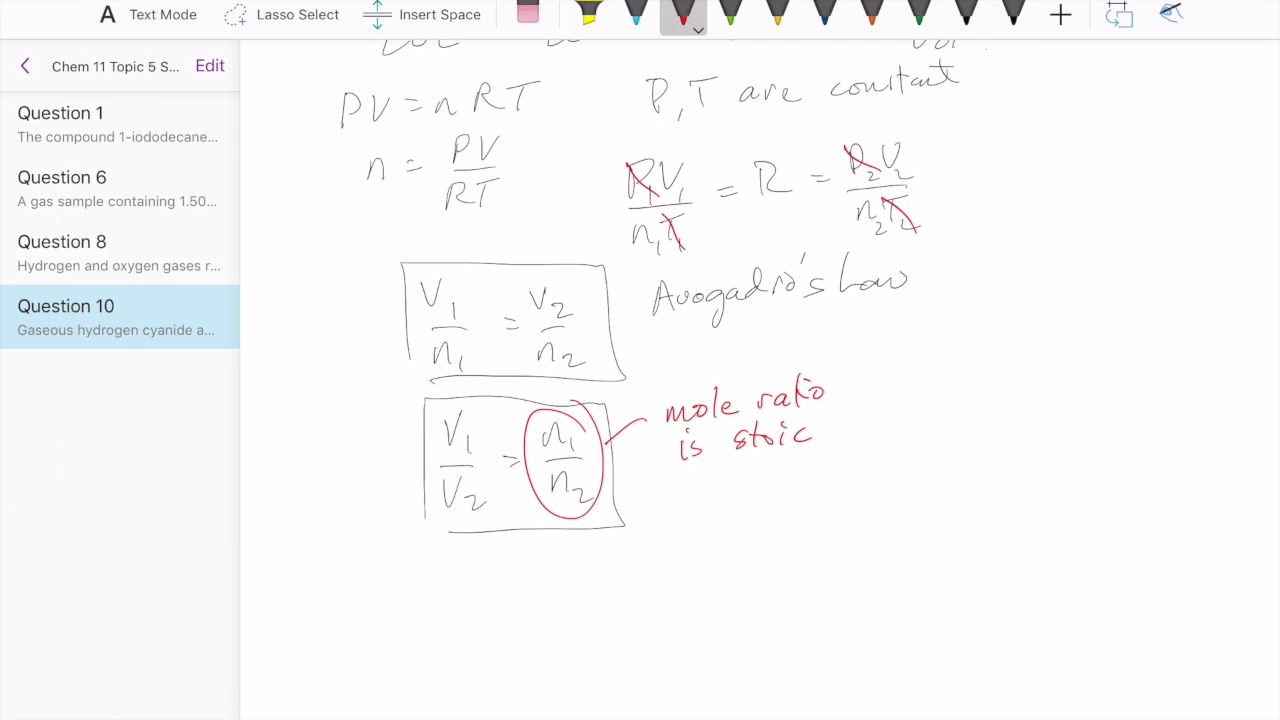 Text Mode
Lasso Select
Insert Space
Chem 11 Topic 5 S...
Edit
Question 1
The compound 1-iododecane...
Question 6
A gas sample containing 1.50...
Question 8
Hydrogen and oxygen gases r...
Question 10
Gaseous hydrogen cyanide a...
PV = nRT
P, T are constant
n = PV/RT
P₁V₁/n₁T₁ = R = P₂V₂/n₂T₂
Avogadro's Law
V₁/n₁ = V₂/n₂
V₁/V₂ = n₁/n₂
mole ratio
is stoic